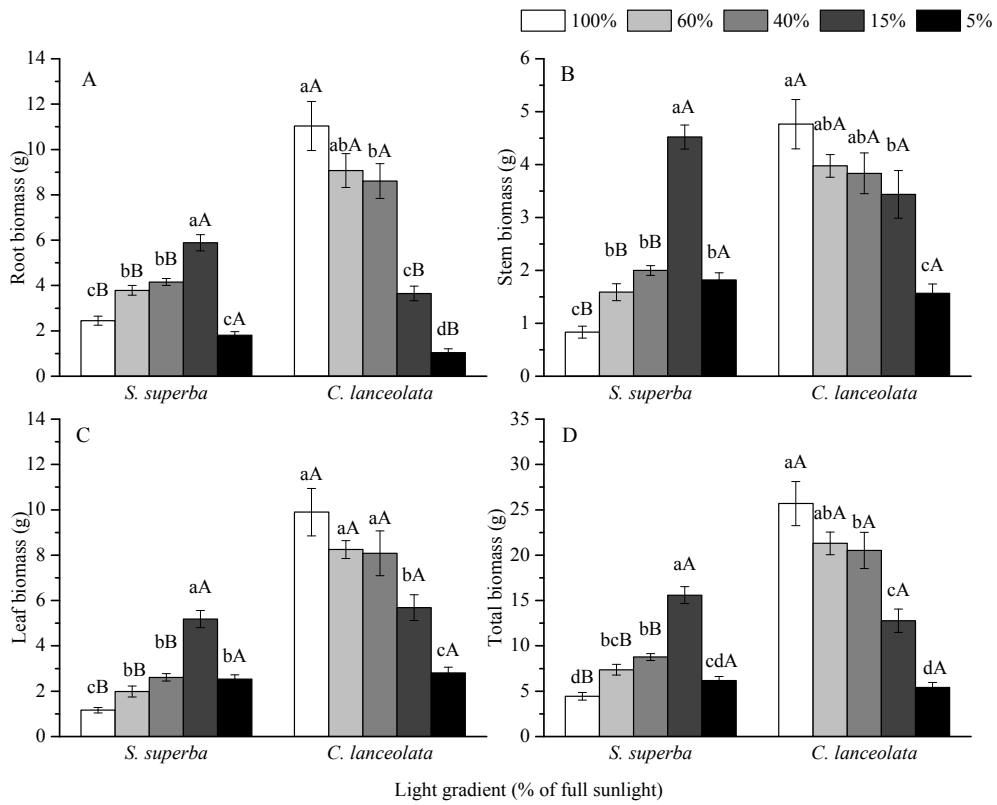 100% 60% 40% 15% 5%
A
Root biomass (g)
14
12
10
8
6
4
2
0
cB bB bB aA cA
aA abA bA cB dB
S. superba C. lanceolata
B
Stem biomass (g)
6
5
4
3
2
1
0
cB bB bB aA bA
aA abA abA bA cA
S. superba C. lanceolata
C
Leaf biomass (g)
14
12
10
8
6
4
2
0
cB bB bB aA bA
aA aA aA bA cA
S. superba C. lanceolata
D
Total biomass (g)
35
30
25
20
15
10
5
0
dB bcB bB aA cdA
aA abA bA cA dA
S. superba C. lanceolata
Light gradient (% of full sunlight)